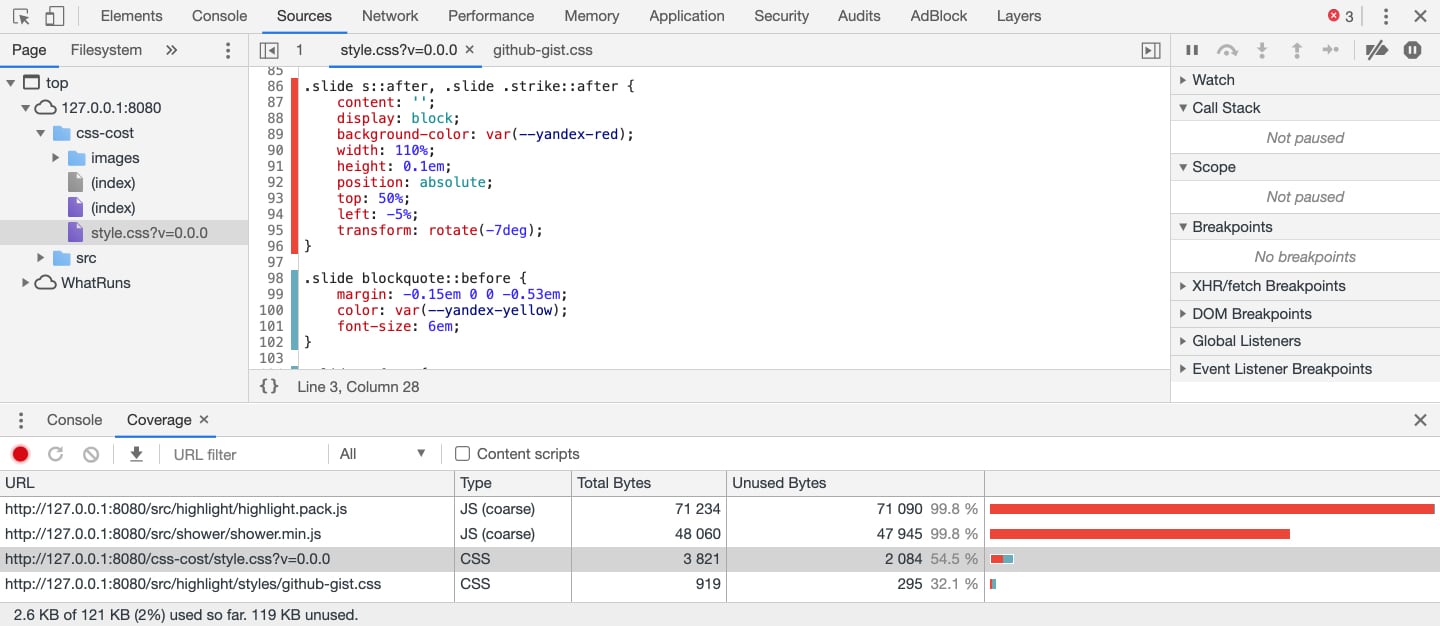 Elements Console Sources Network Performance Memory Application Security Audits AdBlock Layers 3
Page Filesystem » 1 style.css?v=0.0.0 × github-gist.css
top
127.0.0.1:8080
css-cost
images
(index)
(index)
style.css?v=0.0.0
src
WhatRuns
85
86 .slide s::after, .slide .strike::after {
87 content: '';
88 display: block;
89 background-color: var(--yandex-red);
90 width: 110%;
91 height: 0.1em;
92 position: absolute;
93 top: 50%;
94 left: -5%;
95 transform: rotate(-7deg);
96 }
97
98 .slide blockquote::before {
99 margin: -0.15em 0 0 -0.53em;
100 color: var(--yandex-yellow);
101 font-size: 6em;
102 }
103
{} Line 3, Column 28
Watch
Call Stack
Not paused
Scope
Not paused
Breakpoints
No breakpoints
XHR/fetch Breakpoints
DOM Breakpoints
Global Listeners
Event Listener Breakpoints
Console Coverage ×
URL filter All Content scripts
URL Type Total Bytes Unused Bytes
http://127.0.0.1:8080/src/highlight/highlight.pack.js JS (coarse) 71 234 71 090 99.8 %
http://127.0.0.1:8080/src/shower/shower.min.js JS (coarse) 48 060 47 945 99.8 %
http://127.0.0.1:8080/css-cost/style.css?v=0.0.0 CSS 3 821 2 084 54.5 %
http://127.0.0.1:8080/src/highlight/styles/github-gist.css CSS 919 295 32.1 %
2.6 KB of 121 KB (2%) used so far. 119 KB unused.